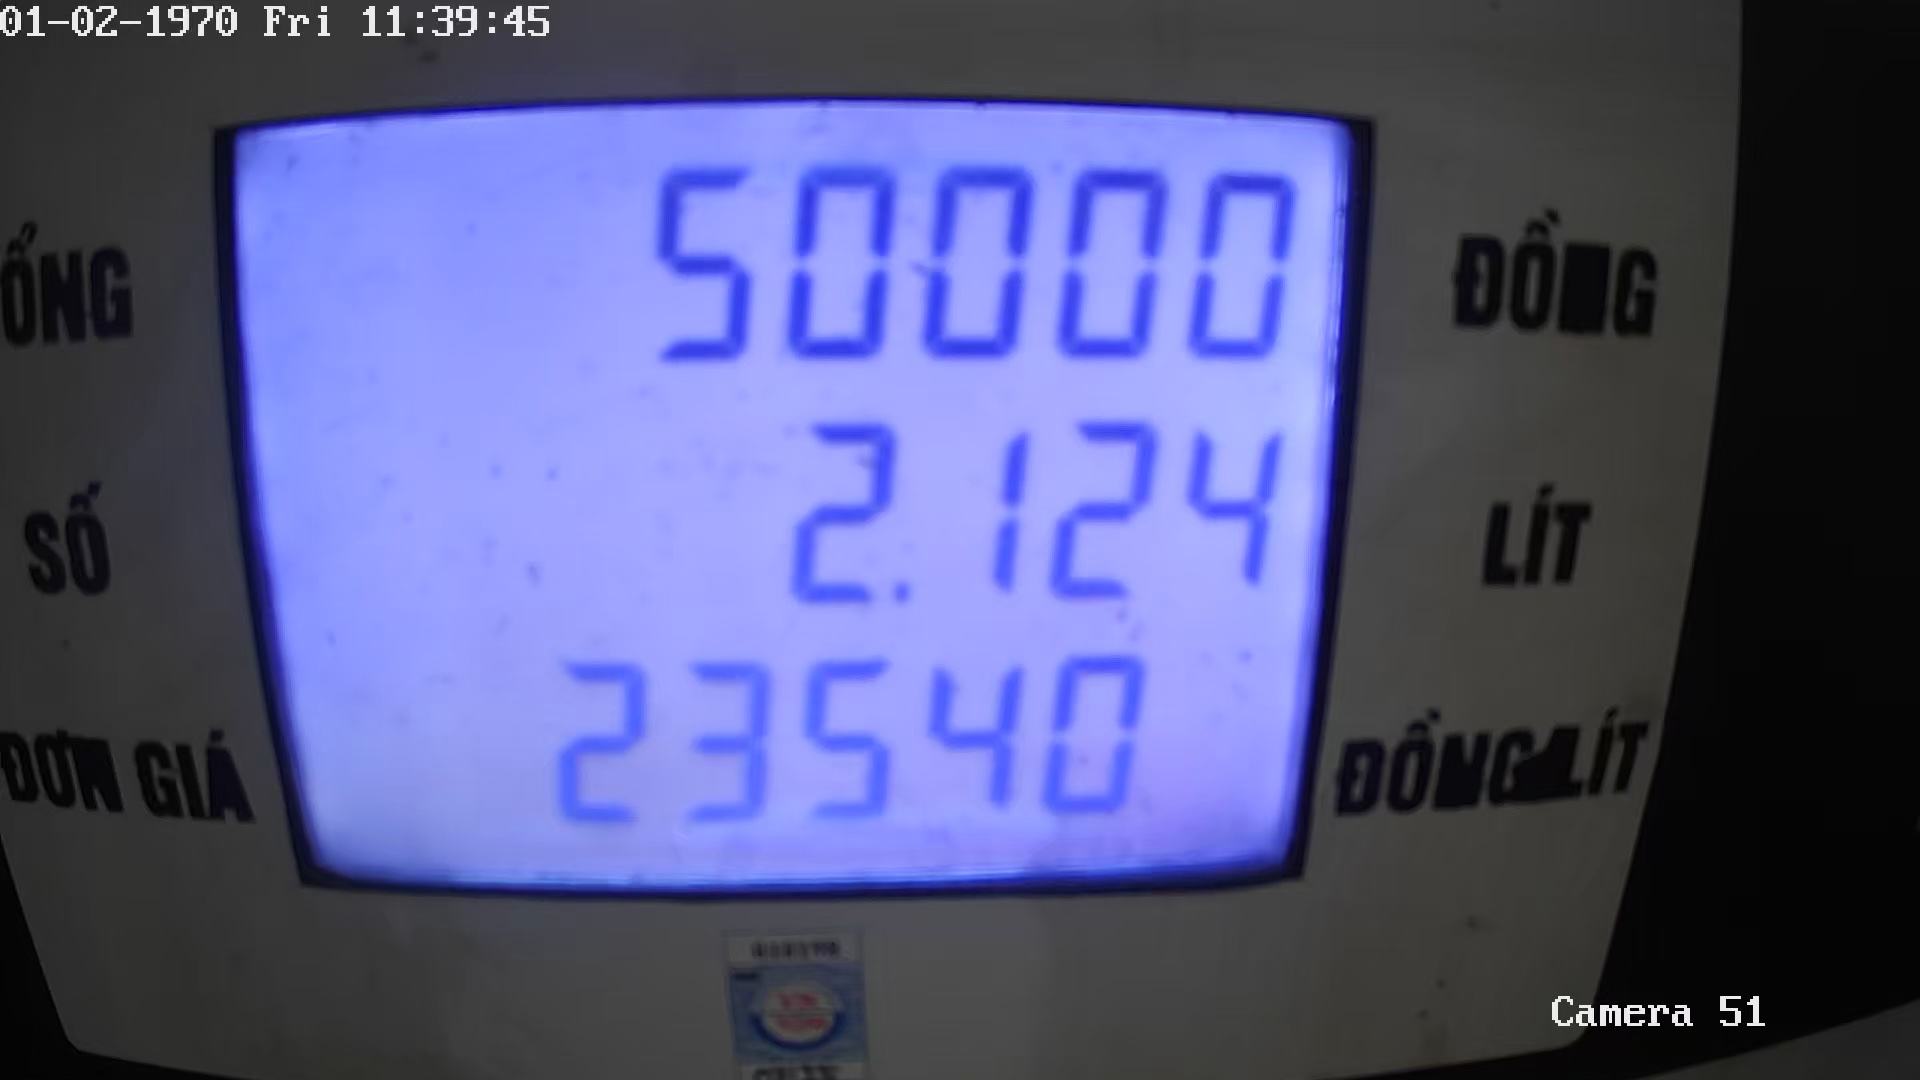 01-02-1970 Fri 11:39:45
ỔNG 50000 ĐỒNG
SỐ 2.124 LÍT
ĐƠN GIÁ 23540 ĐỒNG/LÍT
Camera 51